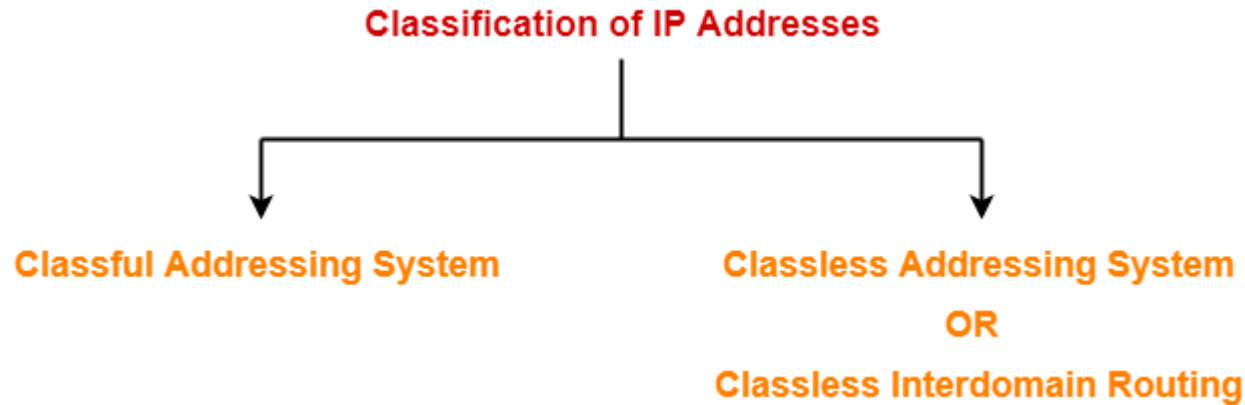 Classification of IP Addresses
Classful Addressing System
Classless Addressing System
OR
Classless Interdomain Routing